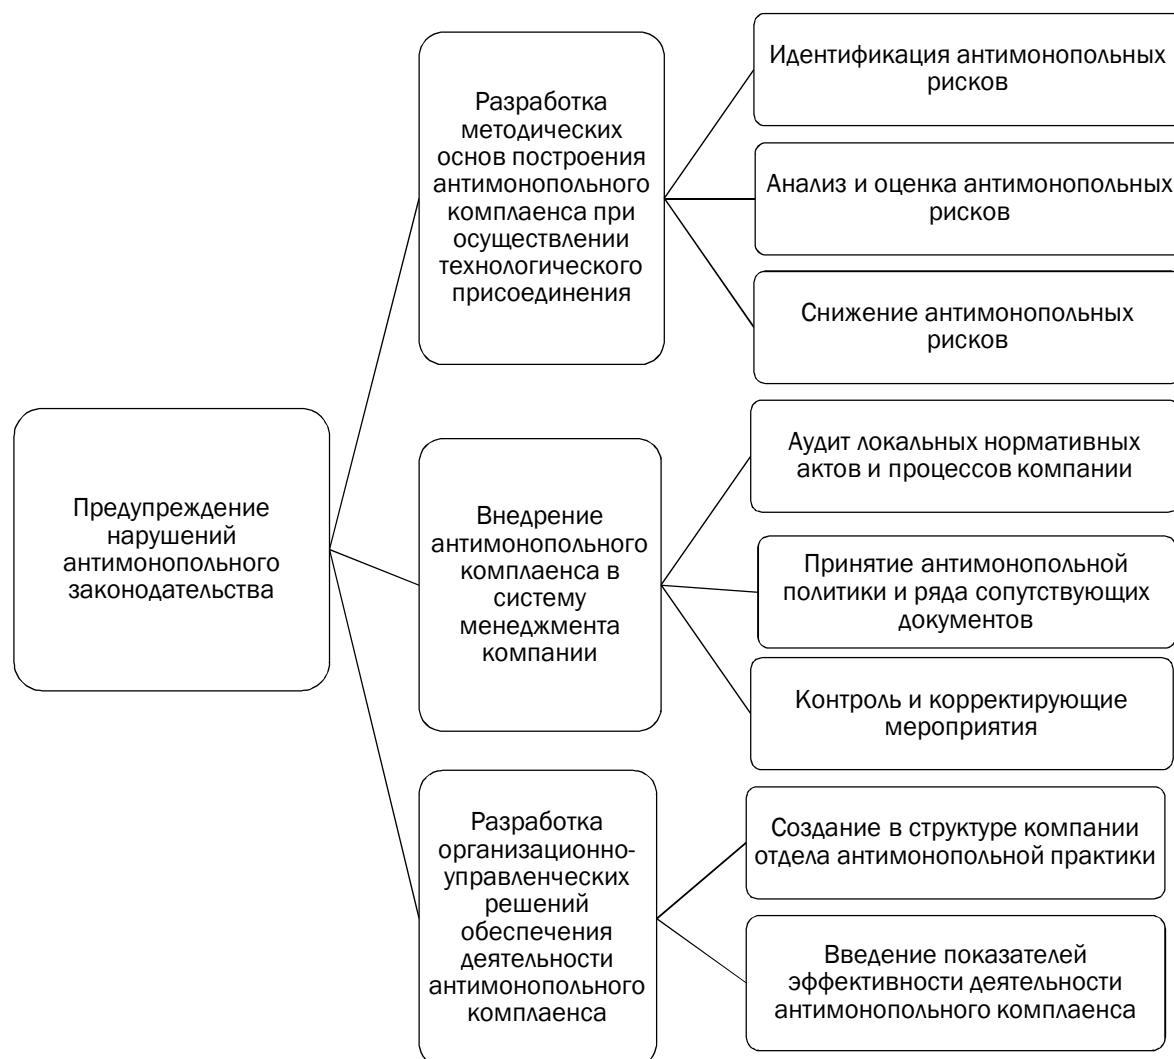 Предупреждение
нарушений
антимонопольного
законодательства
Разработка
методических
основ построения
антимонопольного
комплаенса при
осуществлении
технологического
присоединения
Идентификация антимонопольных
рисков
Анализ и оценка антимонопольных
рисков
Снижение антимонопольных
рисков
Внедрение
антимонопольного
комплаенса в
систему
менеджмента
компании
Аудит локальных нормативных
актов и процессов компании
Принятие антимонопольной
политики и ряда сопутствующих
документов
Контроль и корректирующие
мероприятия
Разработка
организационно-
управленческих
решений
обеспечения
деятельности
антимонопольного
комплаенса
Создание в структуре компании
отдела антимонопольной практики
Введение показателей
эффективности деятельности
антимонопольного комплаенса